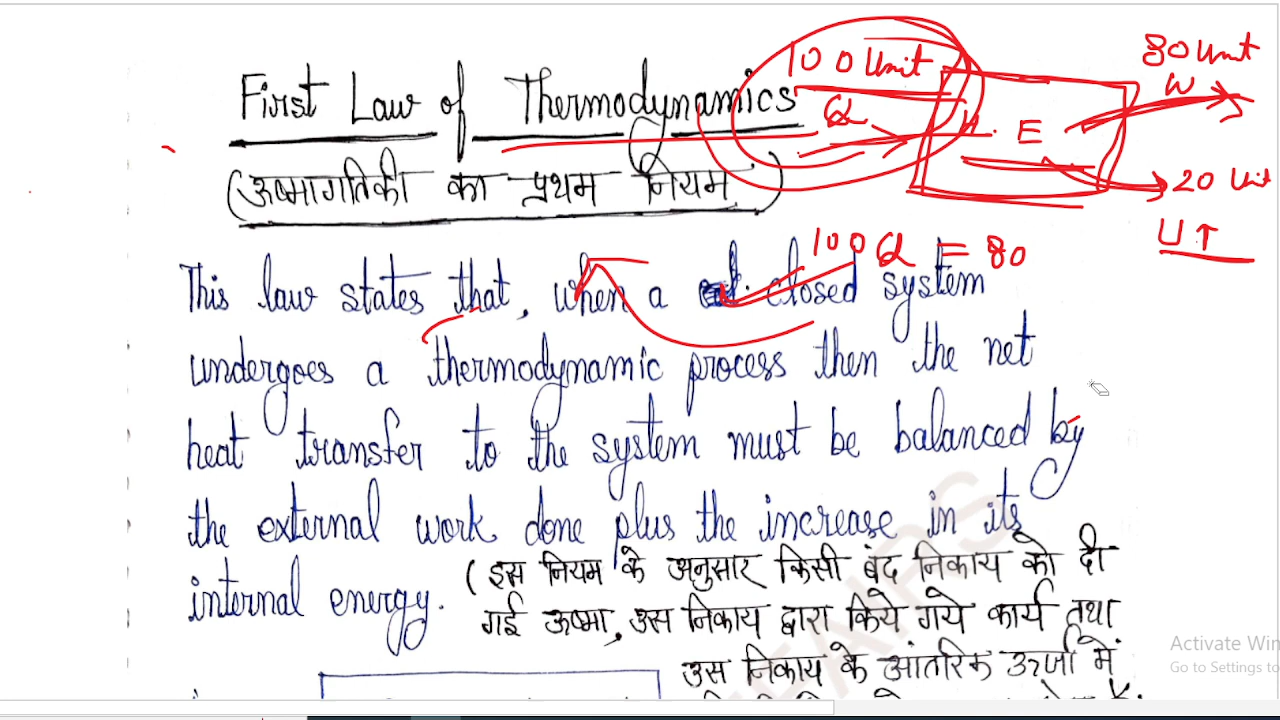 First Law of Thermodynamics
(ऊष्मागतिकी का प्रथम नियम)
100 Unit
Q
E
80 Unit
W
20 Unit
U↑
100 Q = 80
This law states that, when a closed system
undergoes a thermodynamic process then the net
heat transfer to the system must be balanced by
the external work done plus the increase in its
internal energy.
(इस नियम के अनुसार किसी बंद निकाय को दी
गई ऊष्मा, उस निकाय द्वारा किये गये कार्य तथा
उस निकाय के आंतरिक ऊर्जा में
Activate Win
Go to Settings to